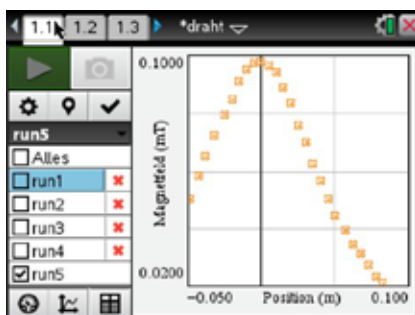 1.1 1.2 1.3 *draht
run5
Alles
run1
run2
run3
run4
run5
0.1000
Magnetfeld (mT)
0.0200
-0.050 Position (m) 0.100